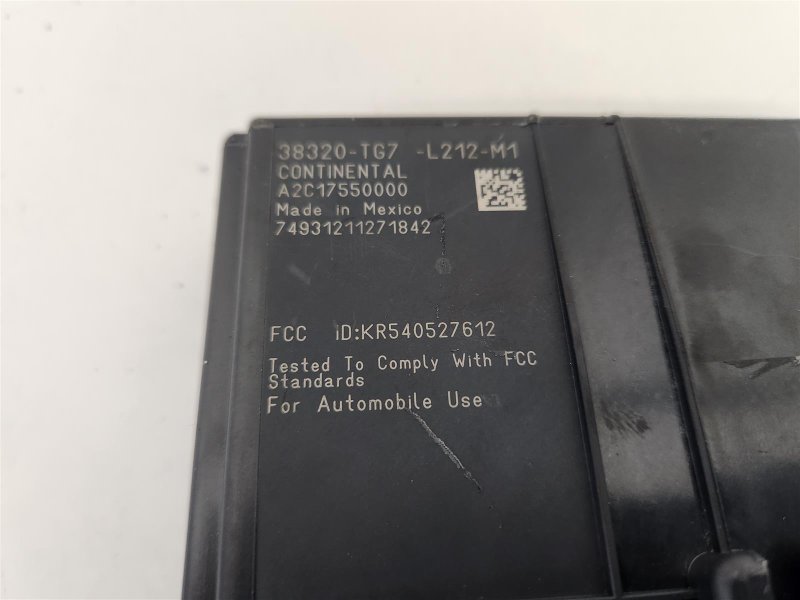 38320-TG7 -L212-M1
CONTINENTAL
A2C17550000
Made in Mexico
74931211271842
FCC ID:KR540527612
Tested To Comply With FCC
Standards
For Automobile Use